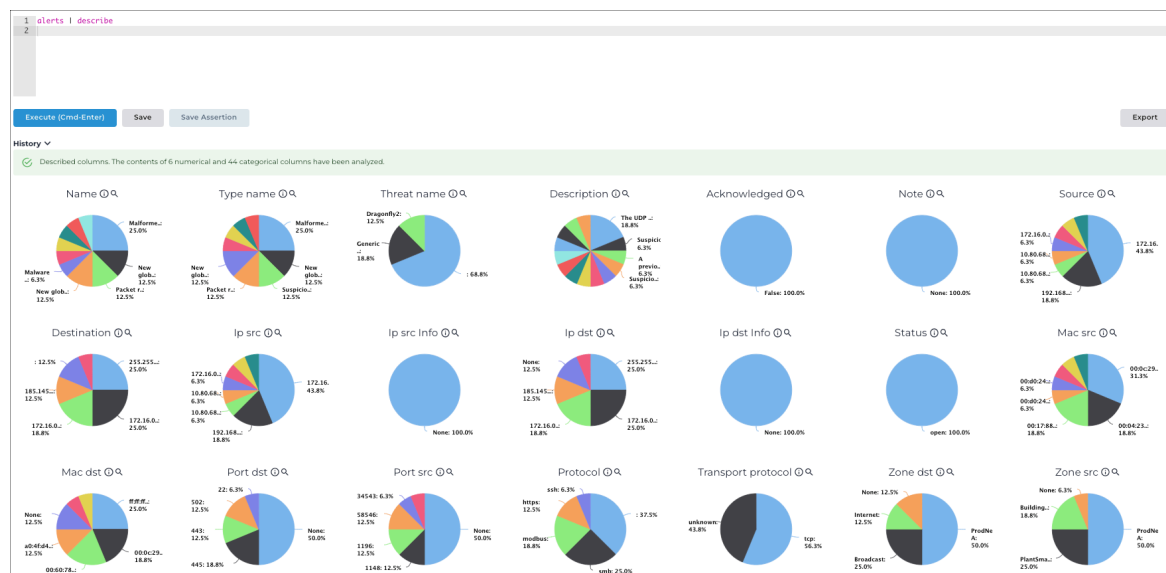 1 alerts | describe
2
Execute (Cmd-Enter) Save Save Assertion Export
History
Described columns. The contents of 6 numerical and 44 categorical columns have been analyzed.
Name Type name Threat name Description Acknowledged Note Source
Malforme..: 25.0%
New glob..: 12.5%
Packet r..: 12.5%
New glob..: 12.5%
Malware ..: 6.3%
Malforme..: 25.0%
New glob..: 12.5%
Suspicio..: 12.5%
Packet r..: 12.5%
New glob..: 12.5%
Dragonfly2: 12.5%
Generic ..: 18.8%
: 68.8%
The UDP ..: 18.8%
Suspicic 6.3%
A previo..: 6.3%
Suspicio..: 6.3%
False: 100.0%
None: 100.0%
172.16.0..: 6.3%
10.80.68..: 6.3%
10.80.68..: 6.3%
192.168..: 18.8%
172.16. 43.8%
Destination Ip src Ip src Info Ip dst Ip dst Info Status Mac src
: 12.5%
185.145..: 12.5%
172.16.0..: 18.8%
255.255..: 25.0%
172.16.0..: 25.0%
172.16.0..: 6.3%
10.80.68..: 6.3%
10.80.68..: 6.3%
192.168..: 18.8%
172.16. 43.8%
None: 100.0%
None: 12.5%
185.145..: 12.5%
172.16.0..: 18.8%
255.255..: 25.0%
172.16.0..: 25.0%
None: 100.0%
open: 100.0%
00:d0:24..: 6.3%
00:d0:24..: 6.3%
00:17:88..: 18.8%
00:0c:29.. 31.3%
00:04:23..: 18.8%
Mac dst Port dst Port src Protocol Transport protocol Zone dst Zone src
None: 12.5%
a0:4f:d4..: 12.5%
00:60:78..:
ff:ff:ff..: 25.0%
00:0c:29..: 18.8%
22: 6.3%
502: 12.5%
443: 12.5%
445: 18.8%
None: 50.0%
34543: 6.3%
58546: 12.5%
1196: 12.5%
1148: 12.5%
None: 50.0%
ssh: 6.3%
https: 12.5%
modbus: 18.8%
smb: 25.0%
: 37.5%
unknown: 43.8%
tcp: 56.3%
None: 12.5%
Internet: 12.5%
Broadcast: 25.0%
ProdNe A: 50.0%
None: 6.3%
Building.. 18.8%
PlantSma..: 25.0%
ProdNe A: 50.0%